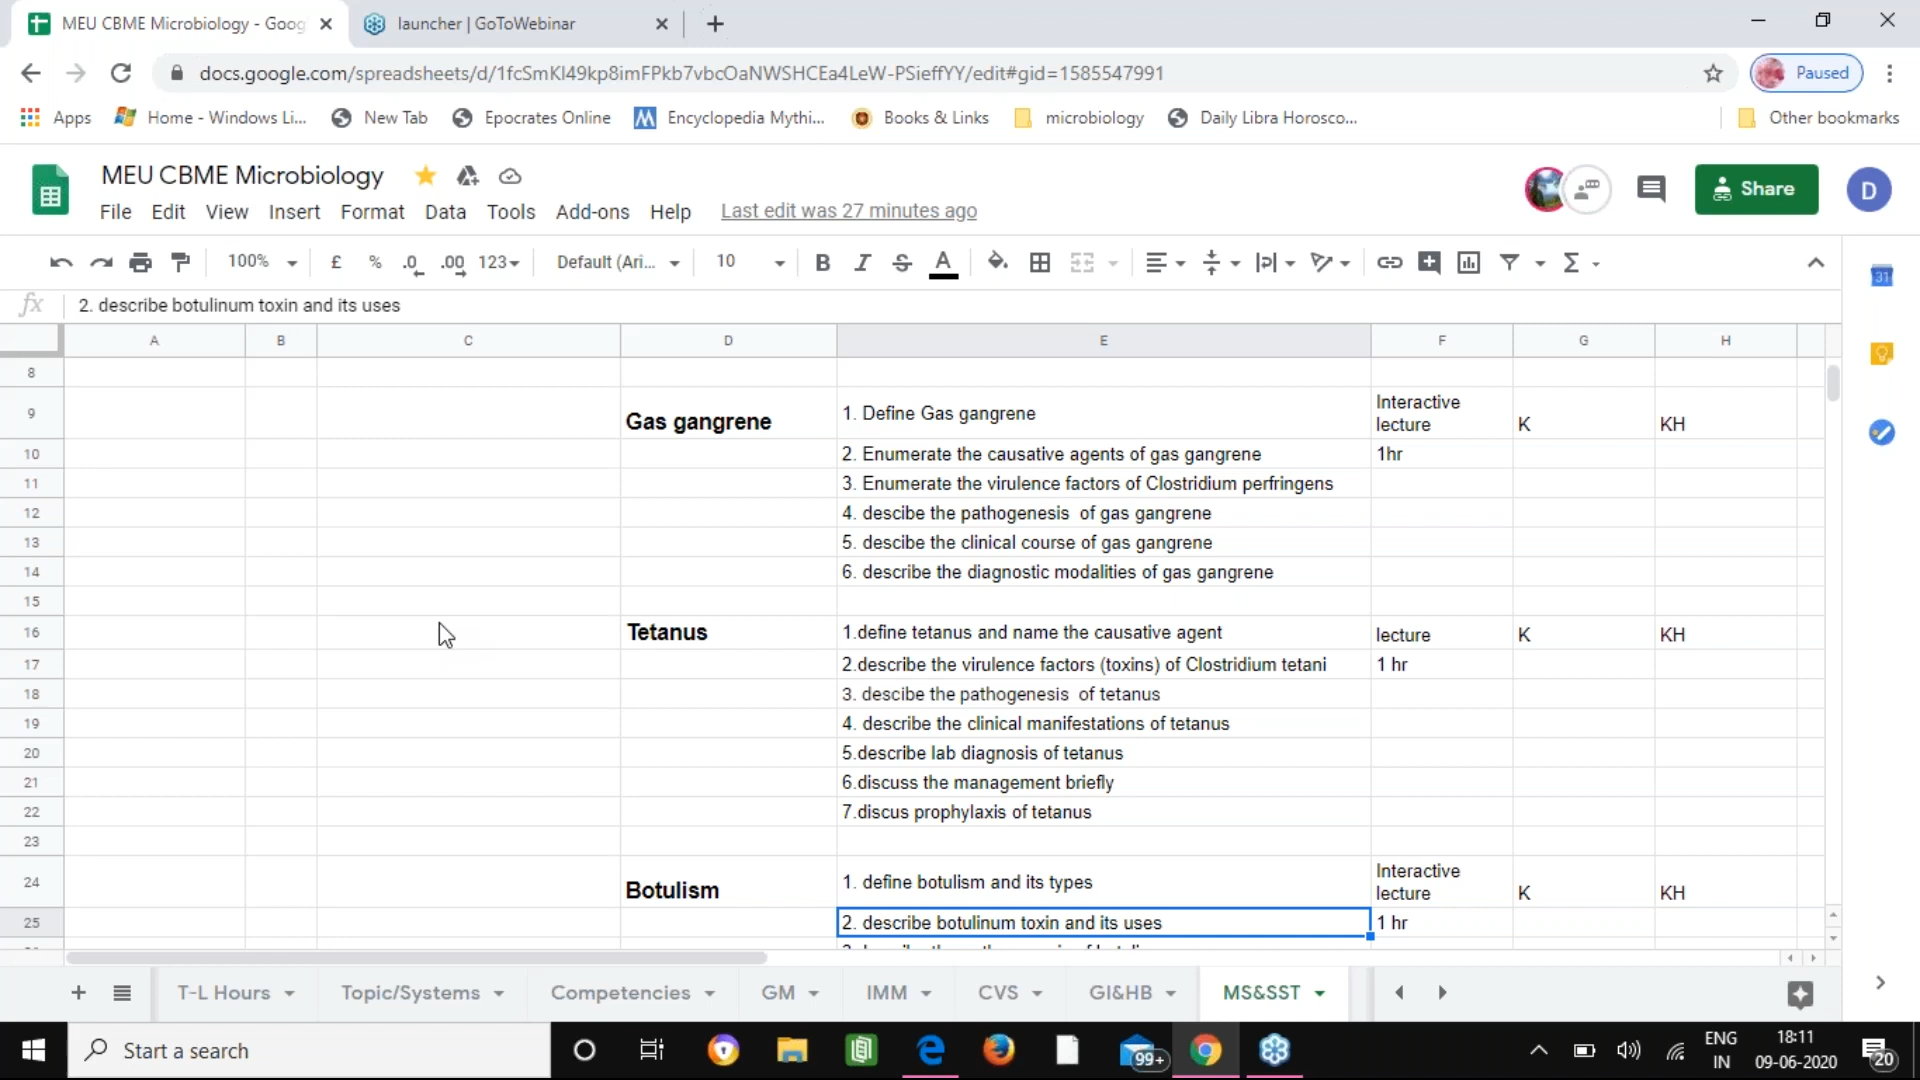 MEU CBME Microbiology - Goog
launcher | GoToWebinar
docs.google.com/spreadsheets/d/1fcSmKl49kp8imFPkb7vbcOaNWSHCEa4LeW-PSieffYY/edit#gid=1585547991
Paused
Apps
Home - Windows Li...
New Tab
Epocrates Online
Encyclopedia Mythi...
Books & Links
microbiology
Daily Libra Horosco...
Other bookmarks
MEU CBME Microbiology
Share
D
File Edit View Insert Format Data Tools Add-ons Help Last edit was 27 minutes ago
100% £ % .0 .00 123 Default (Ari... 10 B I S A Σ
31
fx 2. describe botulinum toxin and its uses
A B C D E F G H
8
9 Gas gangrene 1. Define Gas gangrene Interactive lecture K KH
10 2. Enumerate the causative agents of gas gangrene 1hr
11 3. Enumerate the virulence factors of Clostridium perfringens
12 4. descibe the pathogenesis of gas gangrene
13 5. descibe the clinical course of gas gangrene
14 6. describe the diagnostic modalities of gas gangrene
15
16 Tetanus 1.define tetanus and name the causative agent lecture K KH
17 2.describe the virulence factors (toxins) of Clostridium tetani 1 hr
18 3. descibe the pathogenesis of tetanus
19 4. describe the clinical manifestations of tetanus
20 5.describe lab diagnosis of tetanus
21 6.discuss the management briefly
22 7.discus prophylaxis of tetanus
23
24 Botulism 1. define botulism and its types Interactive lecture K KH
25 2. describe botulinum toxin and its uses 1 hr
T-L Hours Topic/Systems Competencies GM IMM CVS GI&HB MS&SST
Start a search
99+
ENG
IN
18:11
09-06-2020
20